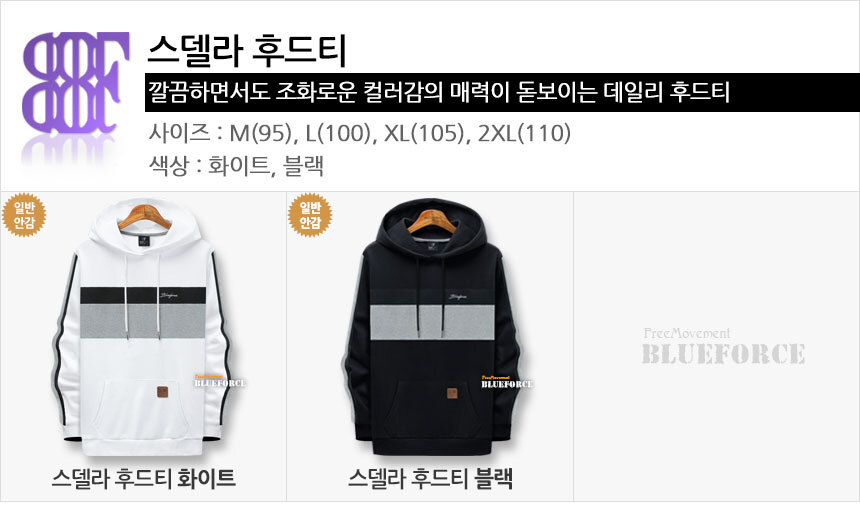 스델라 후드티
깔끔하면서도 조화로운 컬러감의 매력이 돋보이는 데일리 후드티
사이즈 : M(95), L(100), XL(105), 2XL(110)
색상 : 화이트, 블랙
일반
안감
일반
안감
FreeMovement
BLUEFORCE
FreeMovement
BLUEFORCE
FreeMovement
BLUEFORCE
스델라 후드티 화이트
스델라 후드티 블랙